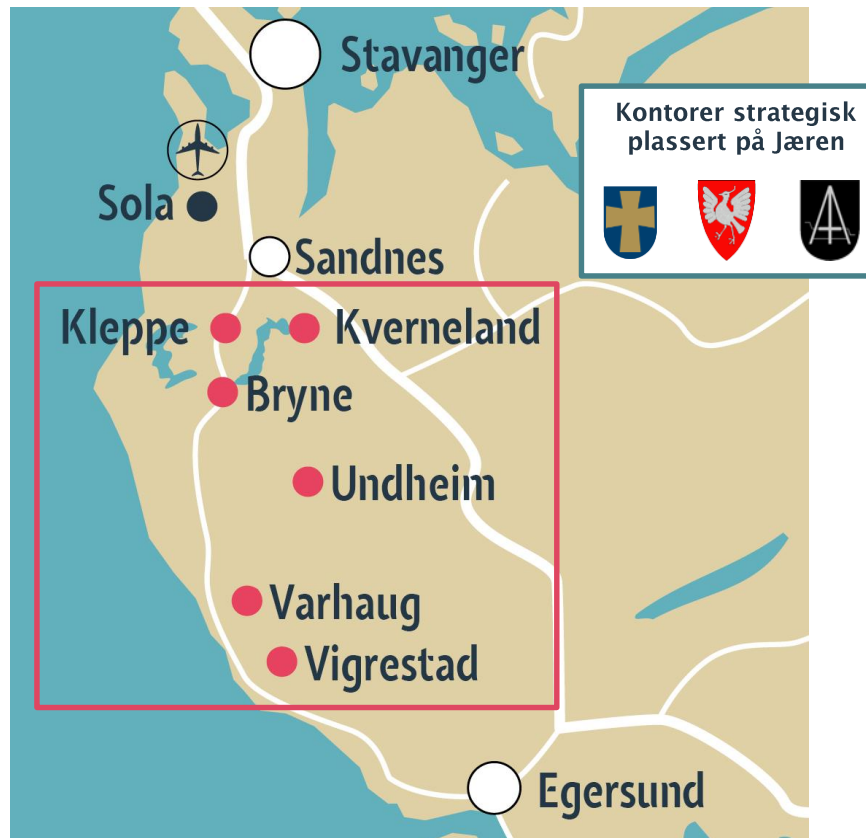 Stavanger
Kontorer strategisk
plassert på Jæren
Sola
Sandnes
Kleppe
Kverneland
Bryne
Undheim
Varhaug
Vigrestad
Egersund